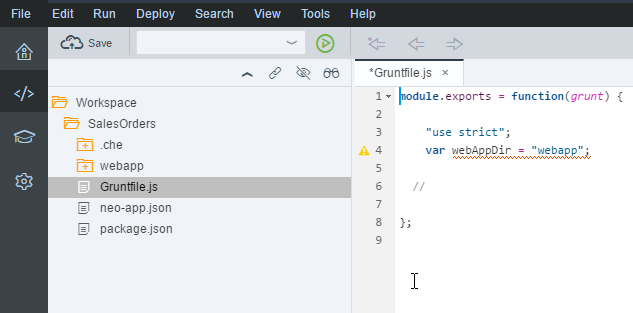 File Edit Run Deploy Search View Tools Help
Save
Workspace
SalesOrders
.che
webapp
Gruntfile.js
neo-app.json
package.json
*Gruntfile.js ×
1 module.exports = function(grunt) {
2
3 "use strict";
4 var webAppDir = "webapp";
5
6 //
7
8 };
9